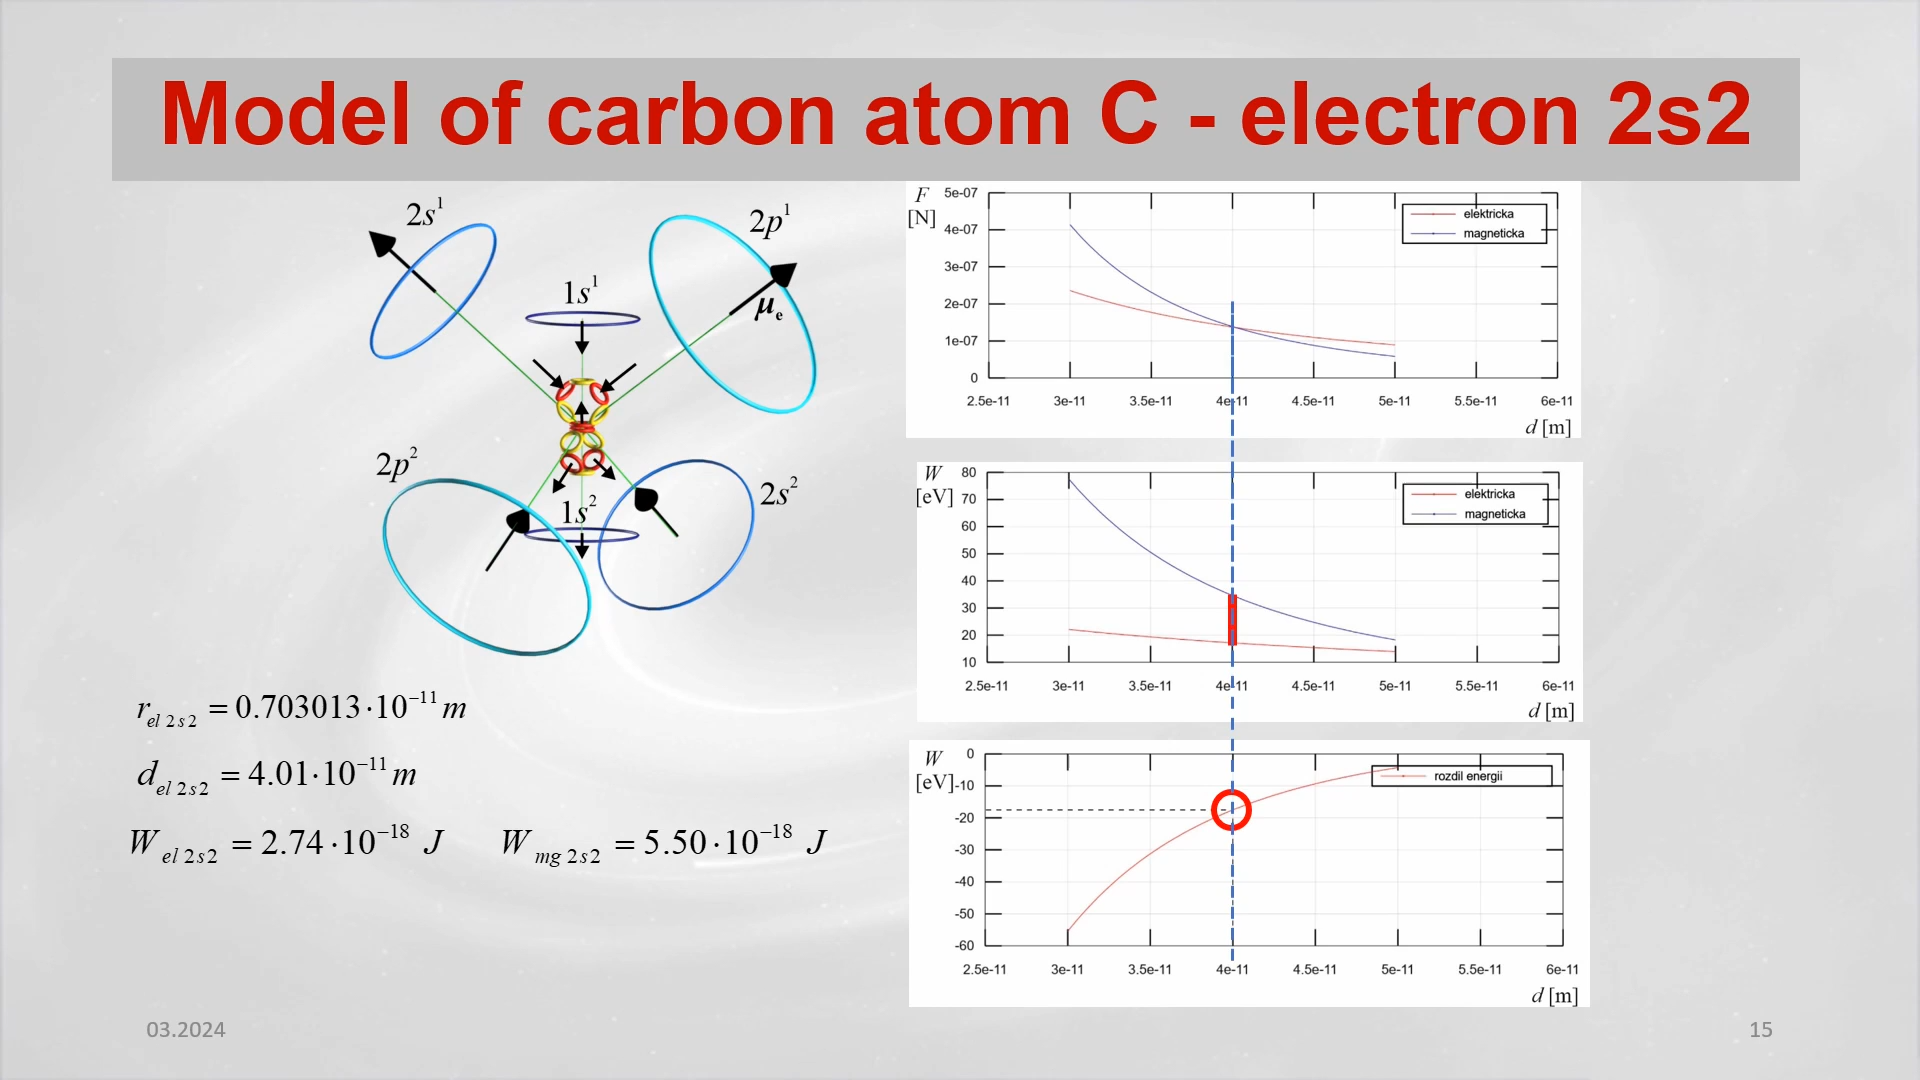 Model of carbon atom C - electron 2s2
2s¹
2p¹
1s¹
μₑ
2p²
1s²
2s²
r el 2s2 = 0.703013·10⁻¹¹ m
d el 2s2 = 4.01·10⁻¹¹ m
W el 2s2 = 2.74·10⁻¹⁸ J W mg 2s2 = 5.50·10⁻¹⁸ J
F
[N]
5e-07
4e-07
3e-07
2e-07
1e-07
0
elektricka
magneticka
2.5e-11 3e-11 3.5e-11 4e-11 4.5e-11 5e-11 5.5e-11 6e-11
d [m]
W
[eV]
80
70
60
50
40
30
20
10
elektricka
magneticka
2.5e-11 3e-11 3.5e-11 4e-11 4.5e-11 5e-11 5.5e-11 6e-11
d [m]
W
[eV]
0
-10
-20
-30
-40
-50
-60
rozdil energii
2.5e-11 3e-11 3.5e-11 4e-11 4.5e-11 5e-11 5.5e-11 6e-11
d [m]
03.2024
15